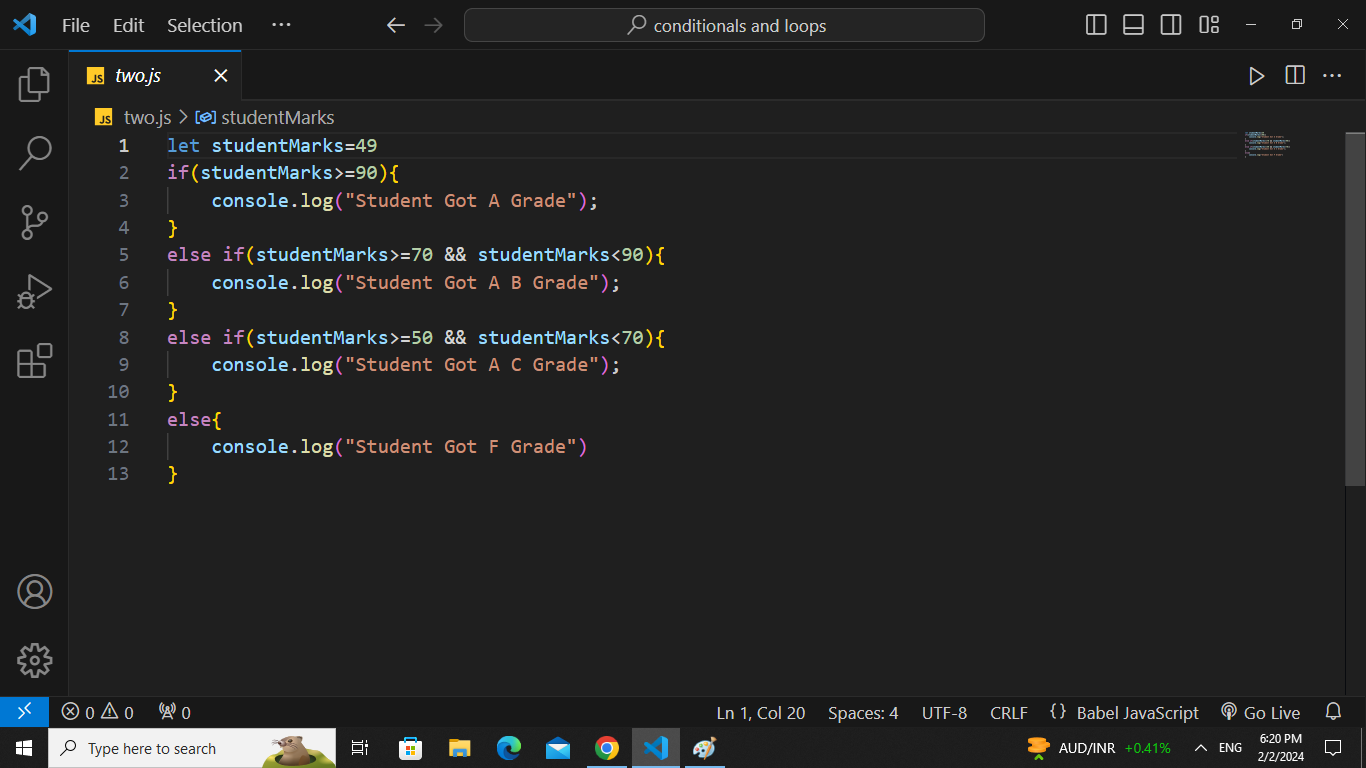 File Edit Selection ··· conditionals and loops
JS two.js
JS two.js > studentMarks
1 let studentMarks=49
2 if(studentMarks>=90){
3 console.log("Student Got A Grade");
4 }
5 else if(studentMarks>=70 && studentMarks<90){
6 console.log("Student Got A B Grade");
7 }
8 else if(studentMarks>=50 && studentMarks<70){
9 console.log("Student Got A C Grade");
10 }
11 else{
12 console.log("Student Got F Grade")
13 }
0 0 0 Ln 1, Col 20 Spaces: 4 UTF-8 CRLF {} Babel JavaScript Go Live
Type here to search AUD/INR +0.41% ENG 6:20 PM
2/2/2024